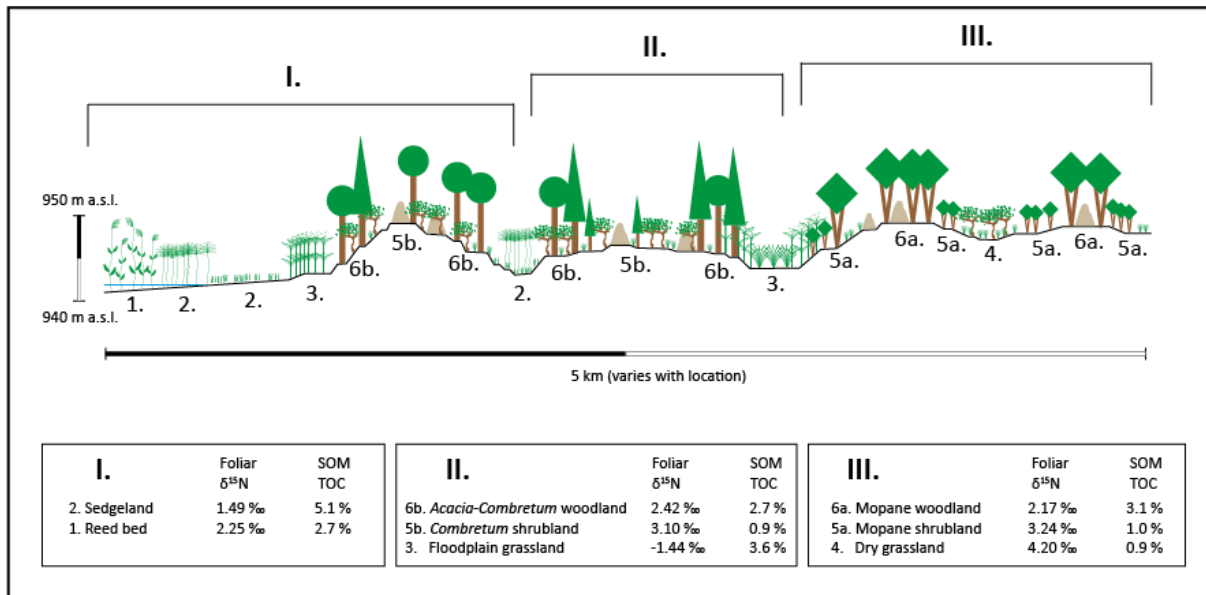 I.
II.
III.
950 m a.s.l.
940 m a.s.l.
1.
2.
2.
3.
6b.
5b.
6b.
2.
6b.
5b.
6b.
3.
5a.
6a.
5a.
4.
5a.
6a.
5a.
5 km (varies with location)
I. Foliar SOM
δ¹⁵N TOC
2. Sedgeland 1.49 ‰ 5.1 %
1. Reed bed 2.25 ‰ 2.7 %
II. Foliar SOM
δ¹⁵N TOC
6b. Acacia-Combretum woodland 2.42 ‰ 2.7 %
5b. Combretum shrubland 3.10 ‰ 0.9 %
3. Floodplain grassland -1.44 ‰ 3.6 %
III. Foliar SOM
δ¹⁵N TOC
6a. Mopane woodland 2.17 ‰ 3.1 %
5a. Mopane shrubland 3.24 ‰ 1.0 %
4. Dry grassland 4.20 ‰ 0.9 %